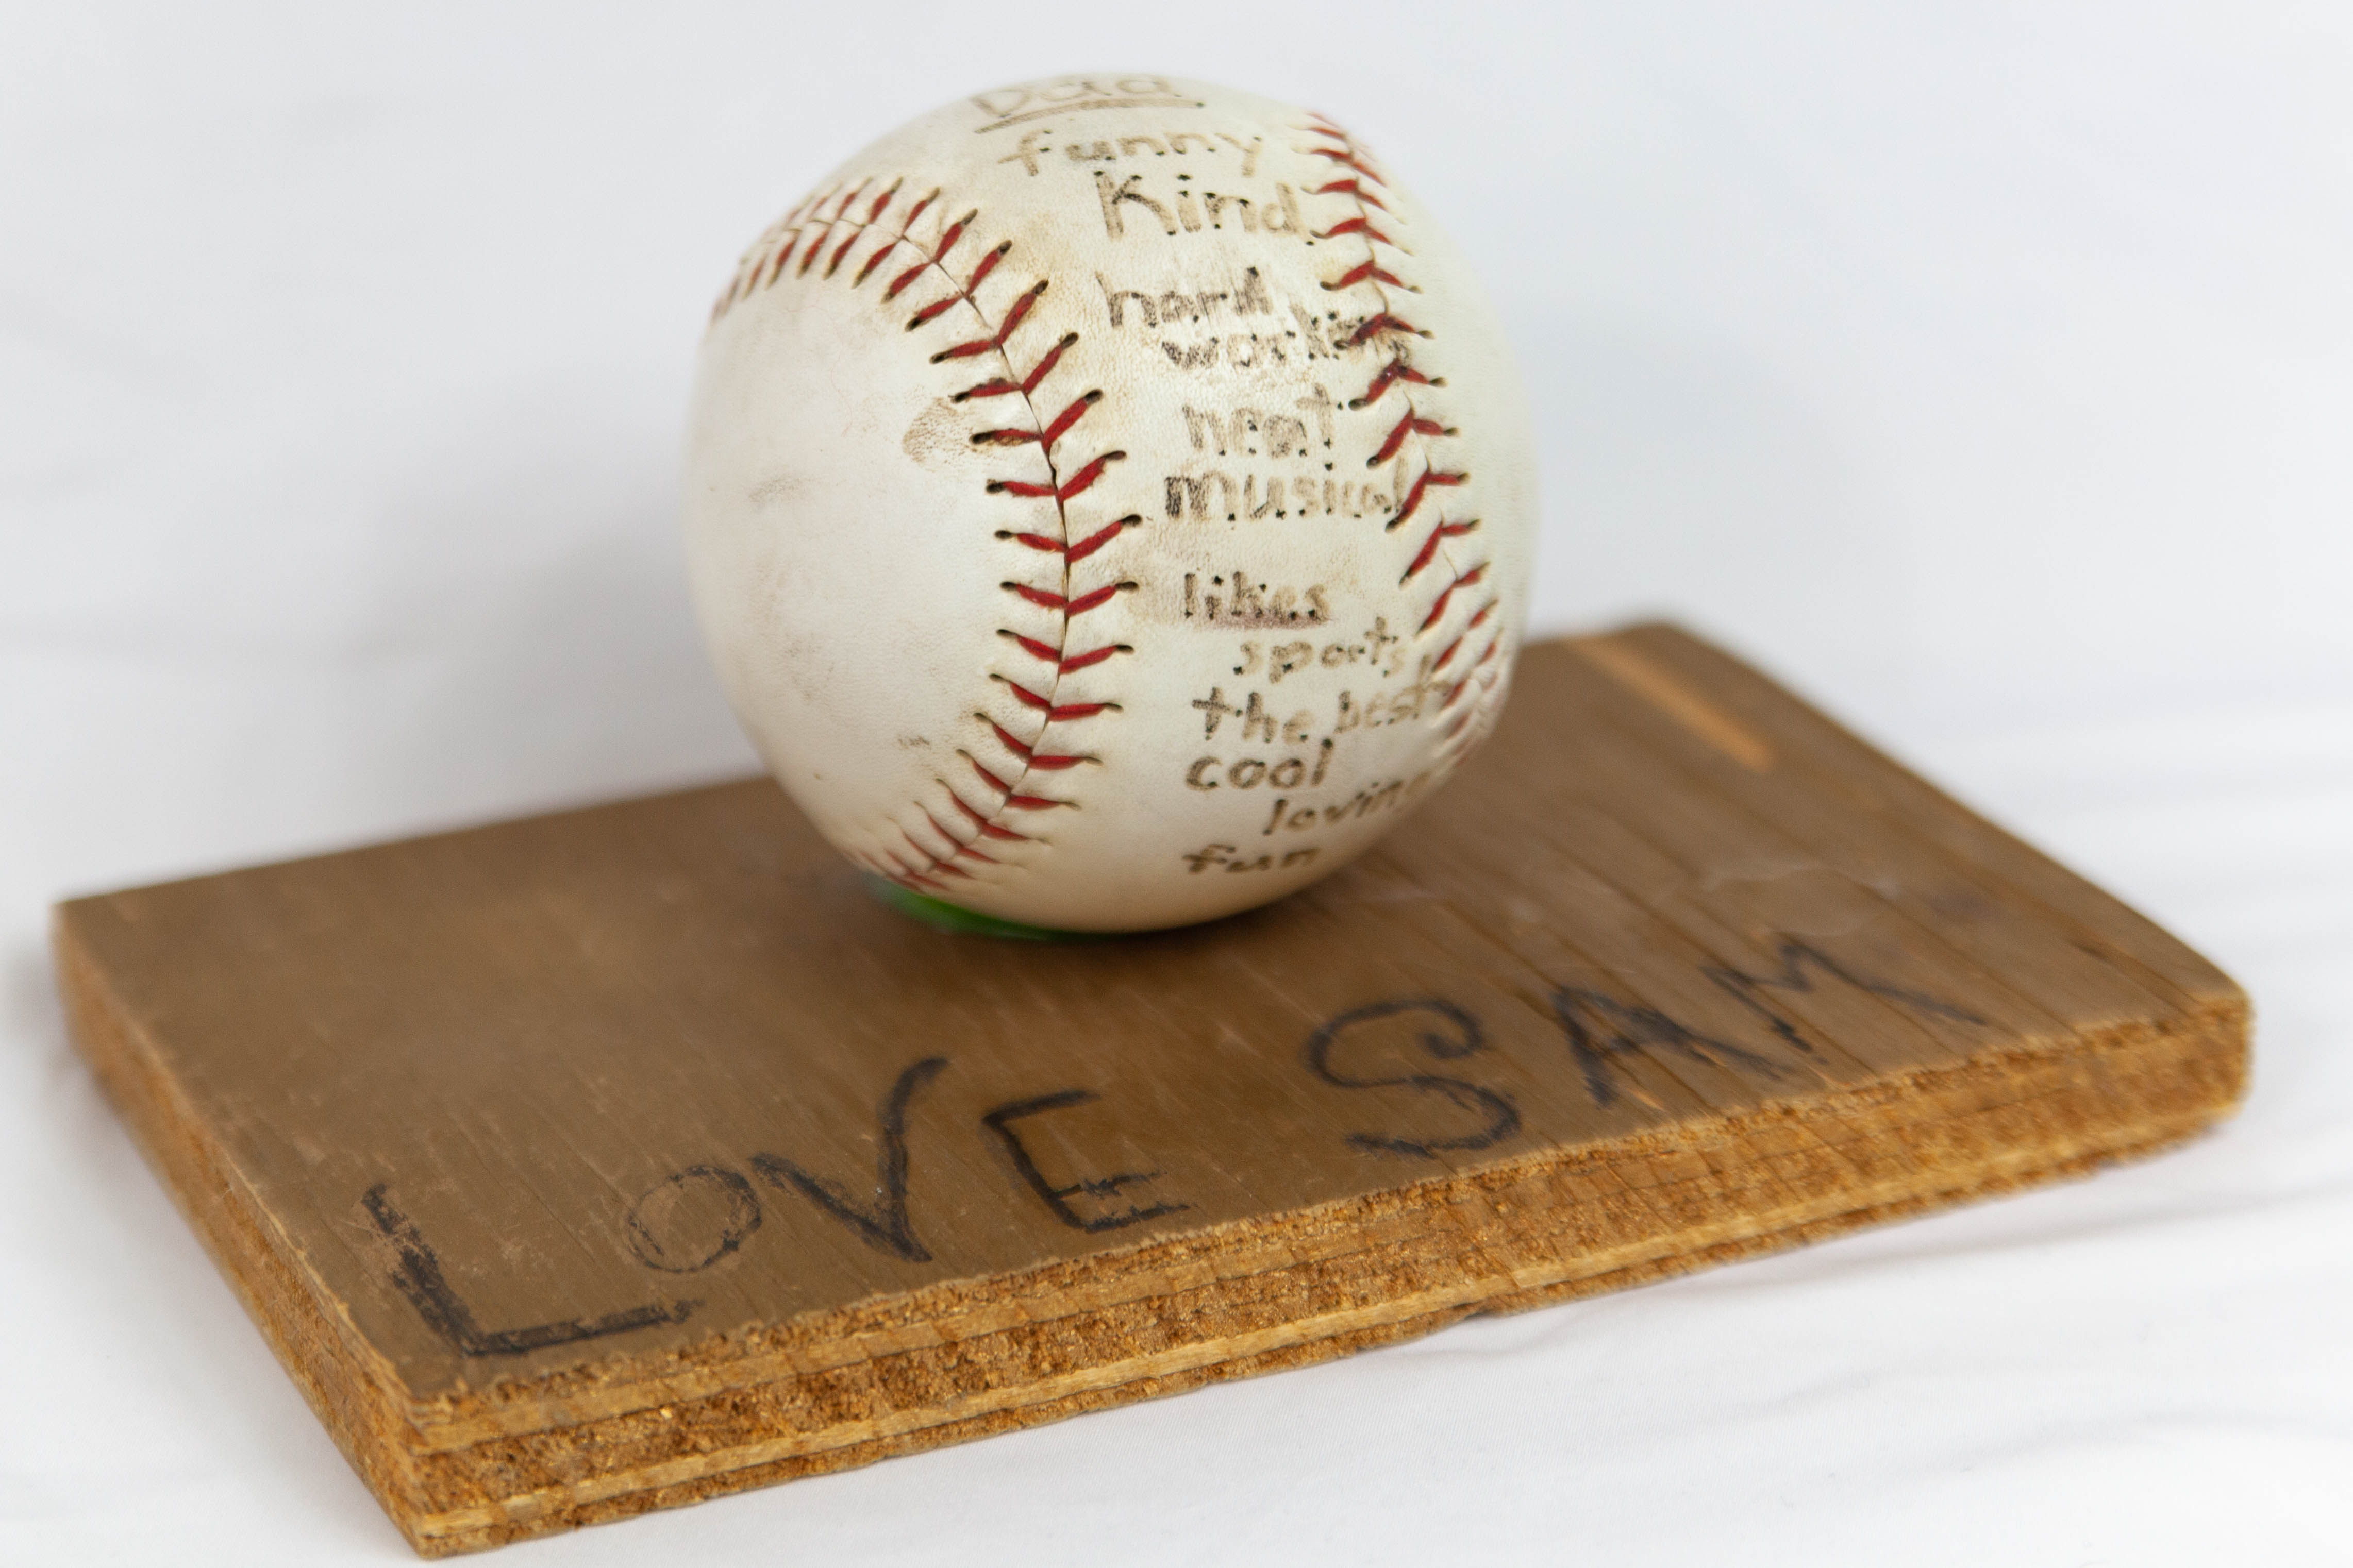 Dad
funny
Kind
hard
working
neat
musical
likes
sports
the best
cool
loving
fun
LOVE SAM